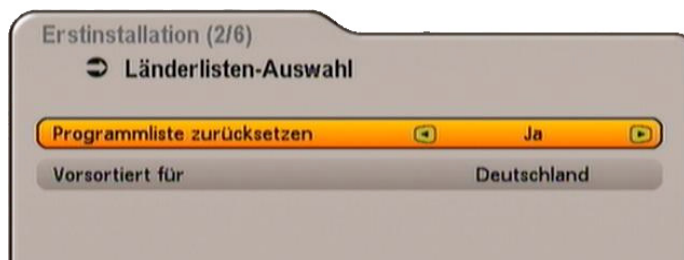 Erstinstallation (2/6)
Länderlisten-Auswahl
Programmliste zurücksetzen Ja
Vorsortiert für Deutschland